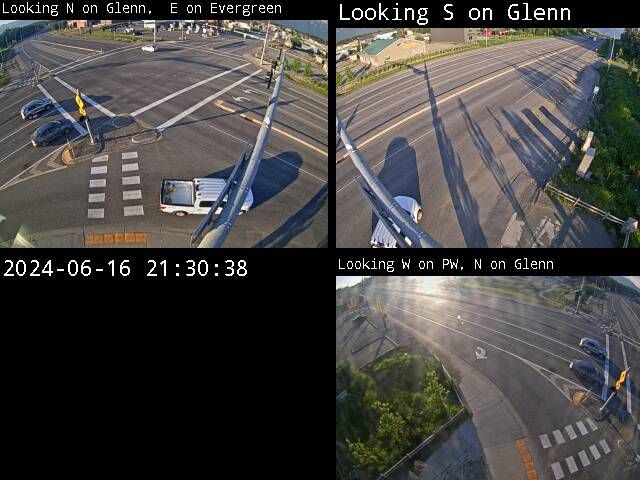 Looking N on Glenn,  E on Evergreen
Looking S on Glenn
2024-06-16 21:30:38
Looking W on PW, N on Glenn